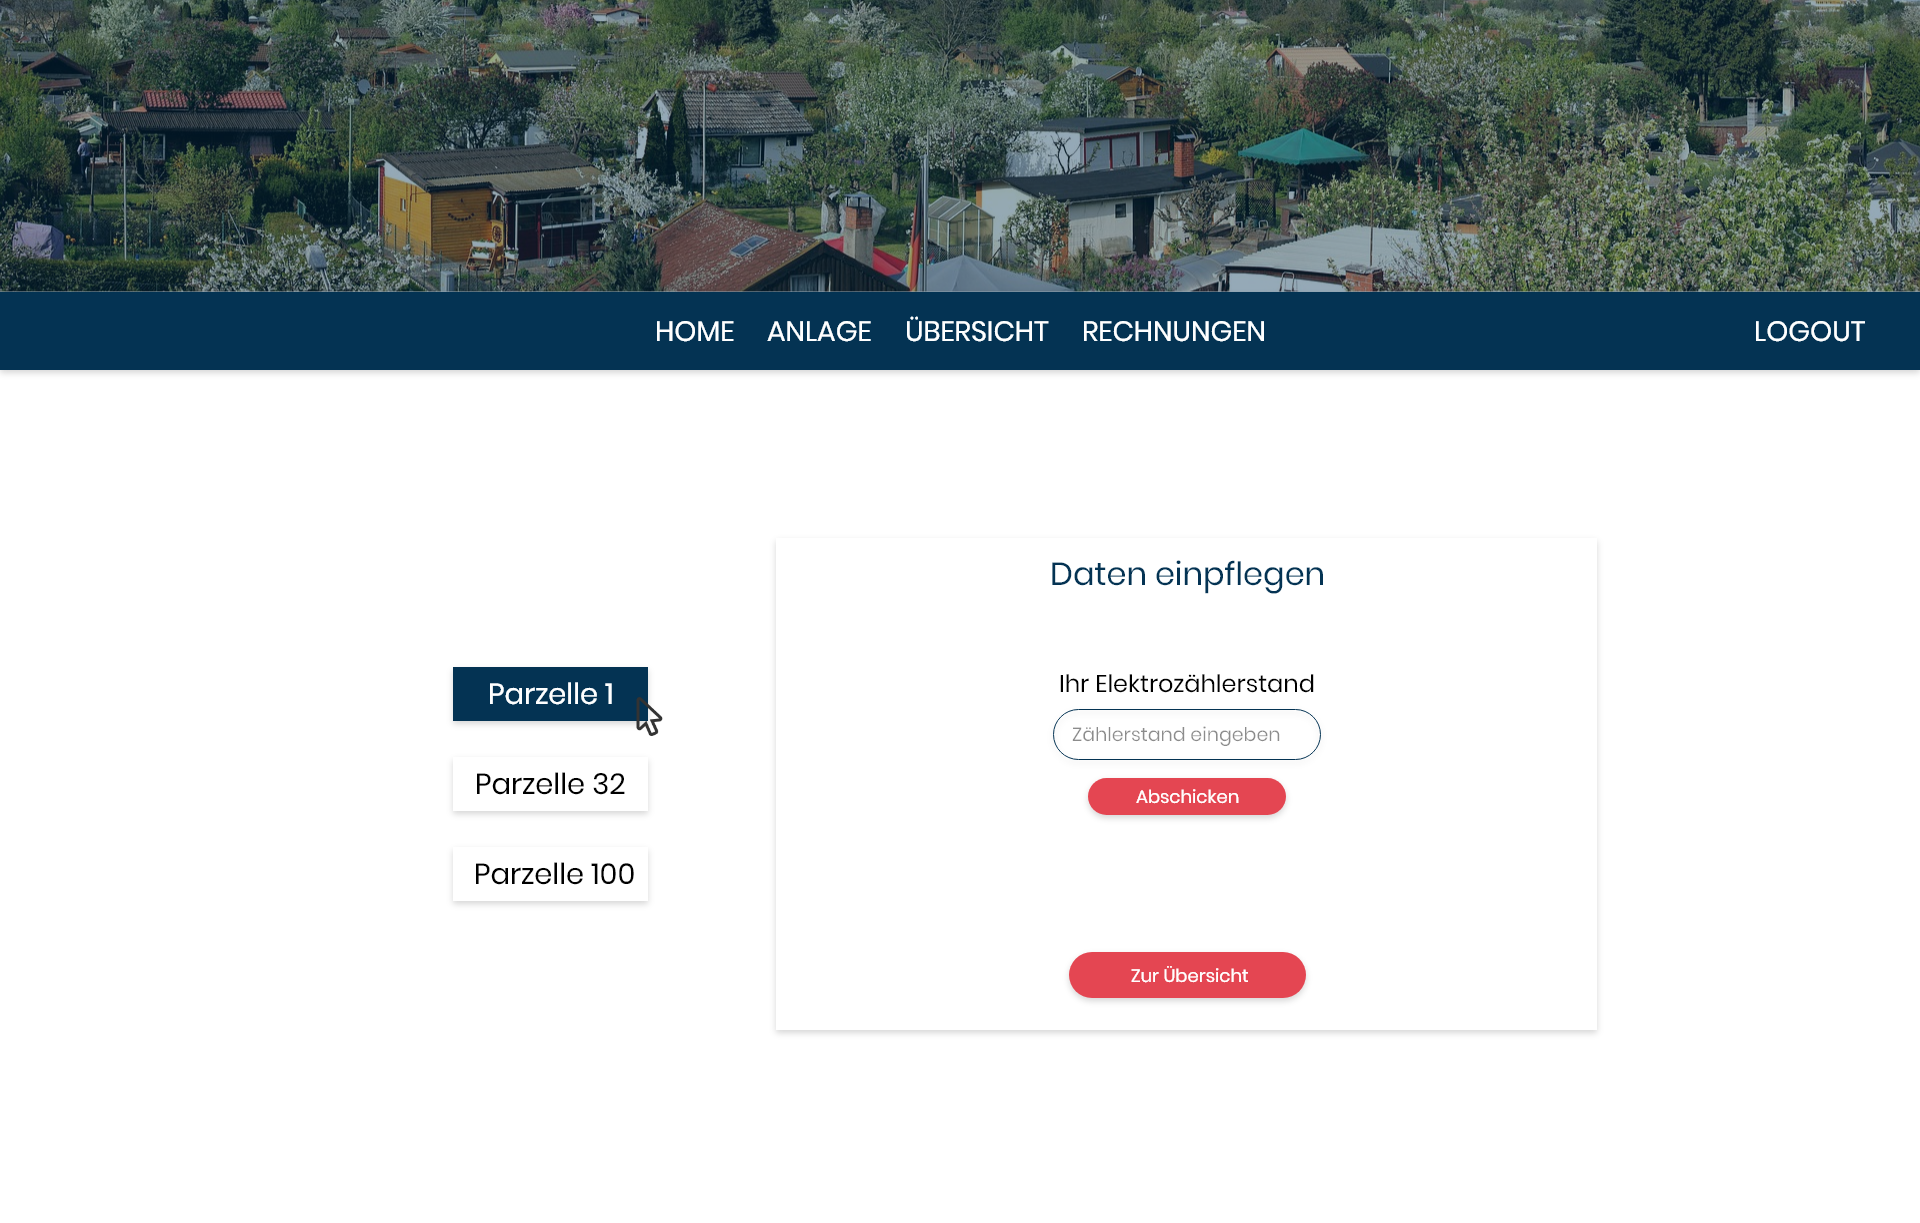 HOME ANLAGE ÜBERSICHT RECHNUNGEN LOGOUT
Daten einpflegen
Parzelle 1
Parzelle 32
Parzelle 100
Ihr Elektrozählerstand
Zählerstand eingeben
Abschicken
Zur Übersicht